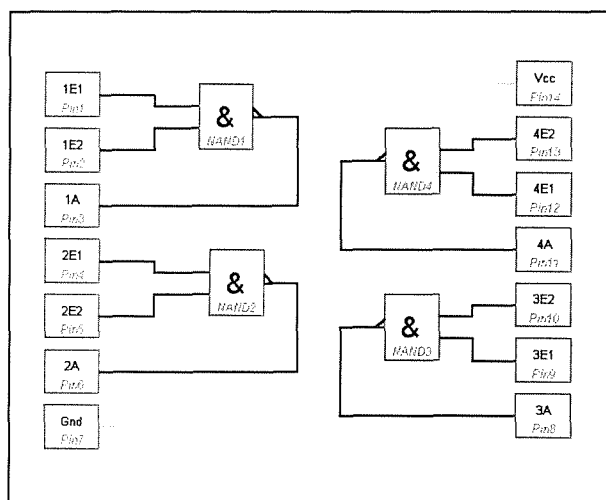 1E1
Pin1
1E2
Pin2
1A
Pin3
2E1
Pin4
2E2
Pin5
2A
Pin6
Gnd
Pin7
&
NAND1
&
NAND2
&
NAND4
&
NAND3
Vcc
Pin14
4E2
Pin13
4E1
Pin12
4A
Pin11
3E2
Pin10
3E1
Pin9
3A
Pin8